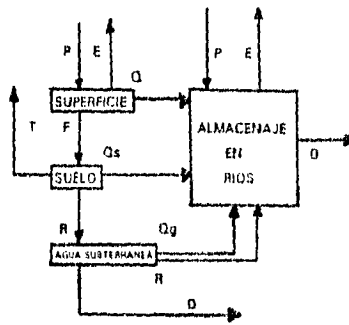 P E P E
Q
SUPERFICIE
ALMACENAJE
T F
EN
O
Qs
SUELO
RIOS
R
Qg
AGUA SUBTERRANEA
R
D